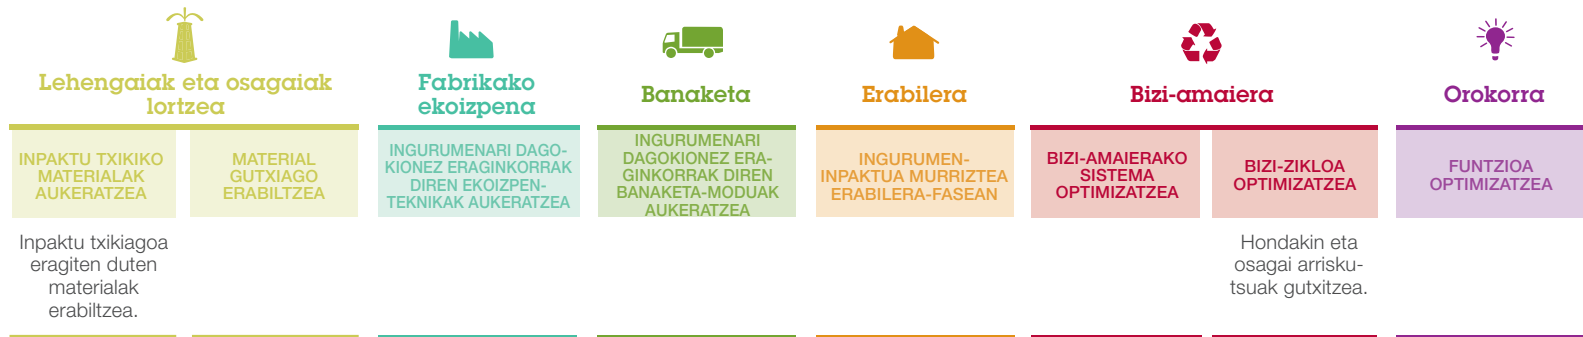 Lehengaiak eta osagaiak
lortzea
Fabrikako
ekoizpena
Banaketa
Erabilera
Bizi-amaiera
Orokorra
INPAKTU TXIKIKO
MATERIALAK
AUKERATZEA
MATERIAL
GUTXIAGO
ERABILTZEA
INGURUMENARI DAGO-
KIONEZ ERAGINKORRAK
DIREN EKOIZPEN-
TEKNIKAK AUKERATZEA
INGURUMENARI
DAGOKIONEZ ERA-
GINKORRAK DIREN
BANAKETA-MODUAK
AUKERATZEA
INGURUMEN-
INPAKTUA MURRIZTEA
ERABILERA-FASEAN
BIZI-AMAIERAKO
SISTEMA
OPTIMIZATZEA
BIZI-ZIKLOA
OPTIMIZATZEA
FUNTZIOA
OPTIMIZATZEA
Inpaktu txikiagoa
eragiten duten
materialak
erabiltzea.
Hondakin eta
osagai arrisku-
tsuak gutxitzea.